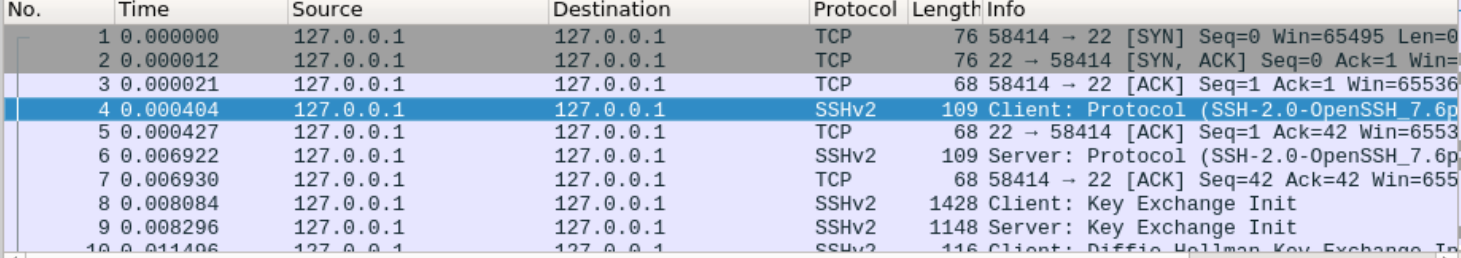 No. Time Source Destination Protocol Length Info
1 0.000000 127.0.0.1 127.0.0.1 TCP 76 58414 → 22 [SYN] Seq=0 Win=65495 Len=0
2 0.000012 127.0.0.1 127.0.0.1 TCP 76 22 → 58414 [SYN, ACK] Seq=0 Ack=1 Win=
3 0.000021 127.0.0.1 127.0.0.1 TCP 68 58414 → 22 [ACK] Seq=1 Ack=1 Win=65536
4 0.000404 127.0.0.1 127.0.0.1 SSHv2 109 Client: Protocol (SSH-2.0-OpenSSH_7.6p
5 0.000427 127.0.0.1 127.0.0.1 TCP 68 22 → 58414 [ACK] Seq=1 Ack=42 Win=6553
6 0.006922 127.0.0.1 127.0.0.1 SSHv2 109 Server: Protocol (SSH-2.0-OpenSSH_7.6p
7 0.006930 127.0.0.1 127.0.0.1 TCP 68 58414 → 22 [ACK] Seq=42 Ack=42 Win=655
8 0.008084 127.0.0.1 127.0.0.1 SSHv2 1428 Client: Key Exchange Init
9 0.008296 127.0.0.1 127.0.0.1 SSHv2 1148 Server: Key Exchange Init
10 0.011496 127.0.0.1 127.0.0.1 SSHv2 116 Client: Diffie-Hellman Key Exchange In